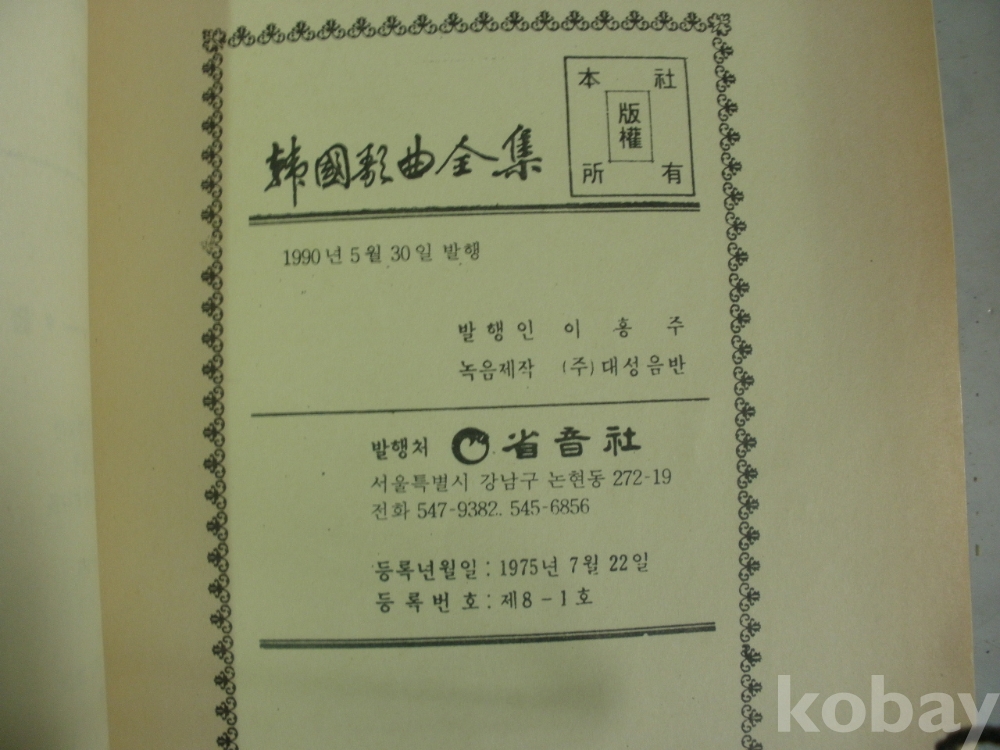 韩國歌曲全集
本社
版權
所有
1990년 5월 30일 발행
발행인 이홍주
녹음제작 (주)대성음반
발행처 省音社
서울특별시 강남구 논현동 272-19
전화 547-9382.. 545-6856
등록년월일 : 1975년 7월 22일
등록번호 : 제8-1호
kobay